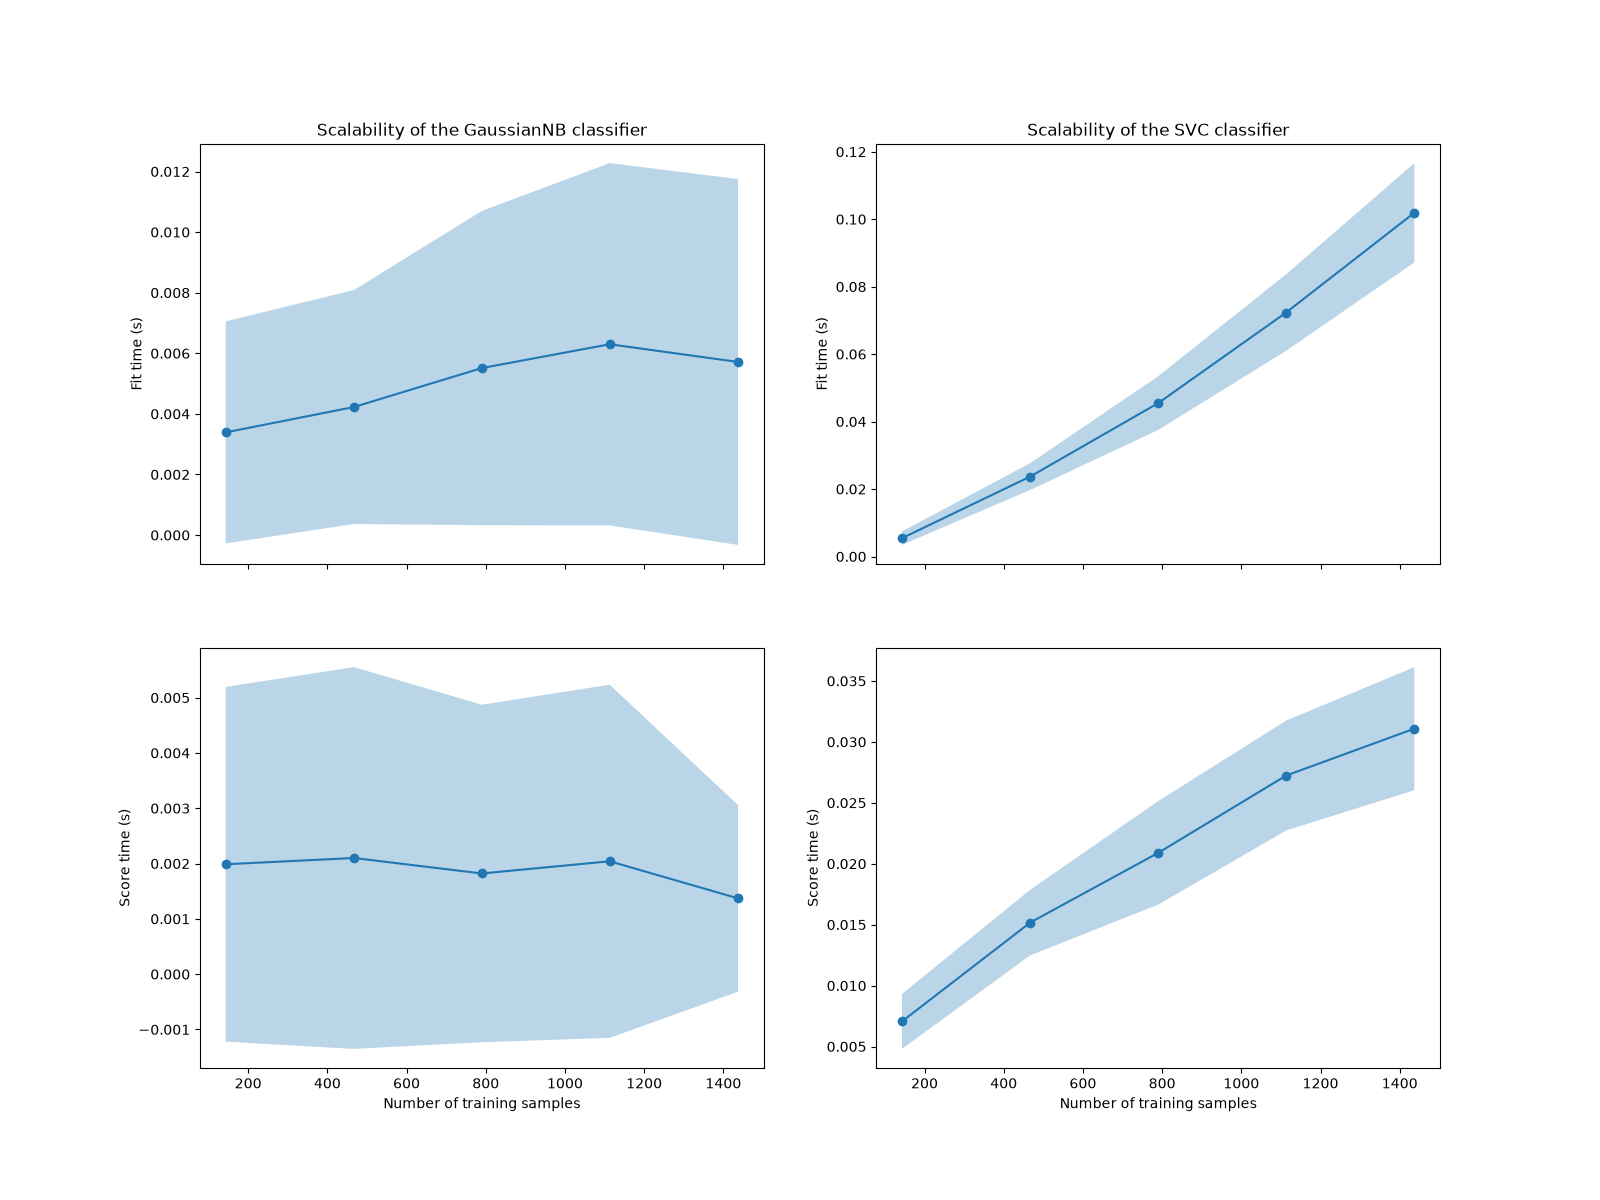 Scalability of the GaussianNB classifier
0.012
0.010
0.008
0.006
0.004
0.002
0.000
Fit time (s)
Scalability of the SVC classifier
0.12
0.10
0.08
0.06
0.04
0.02
0.00
Fit time (s)
0.005
0.004
0.003
0.002
0.001
0.000
−0.001
Score time (s)
200 400 600 800 1000 1200 1400
Number of training samples
0.035
0.030
0.025
0.020
0.015
0.010
0.005
Score time (s)
200 400 600 800 1000 1200 1400
Number of training samples